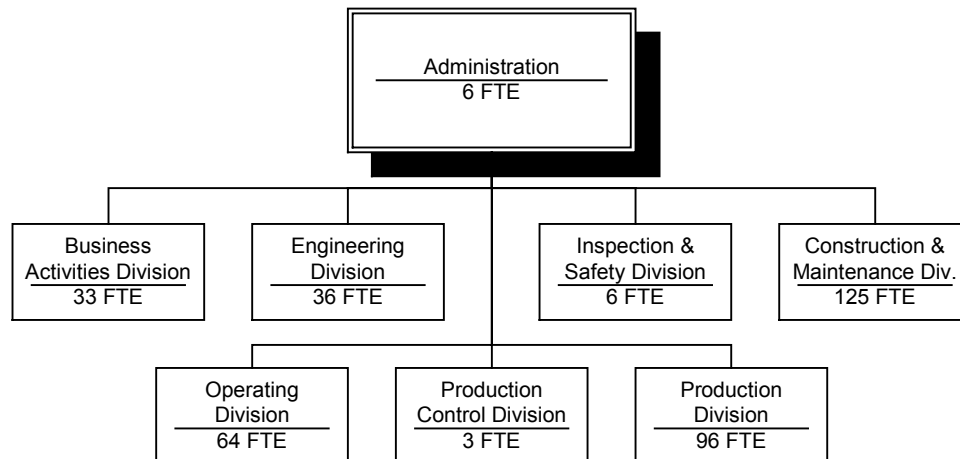 Administration
6 FTE
Business
Activities Division
33 FTE
Engineering
Division
36 FTE
Inspection &
Safety Division
6 FTE
Construction &
Maintenance Div.
125 FTE
Operating
Division
64 FTE
Production
Control Division
3 FTE
Production
Division
96 FTE